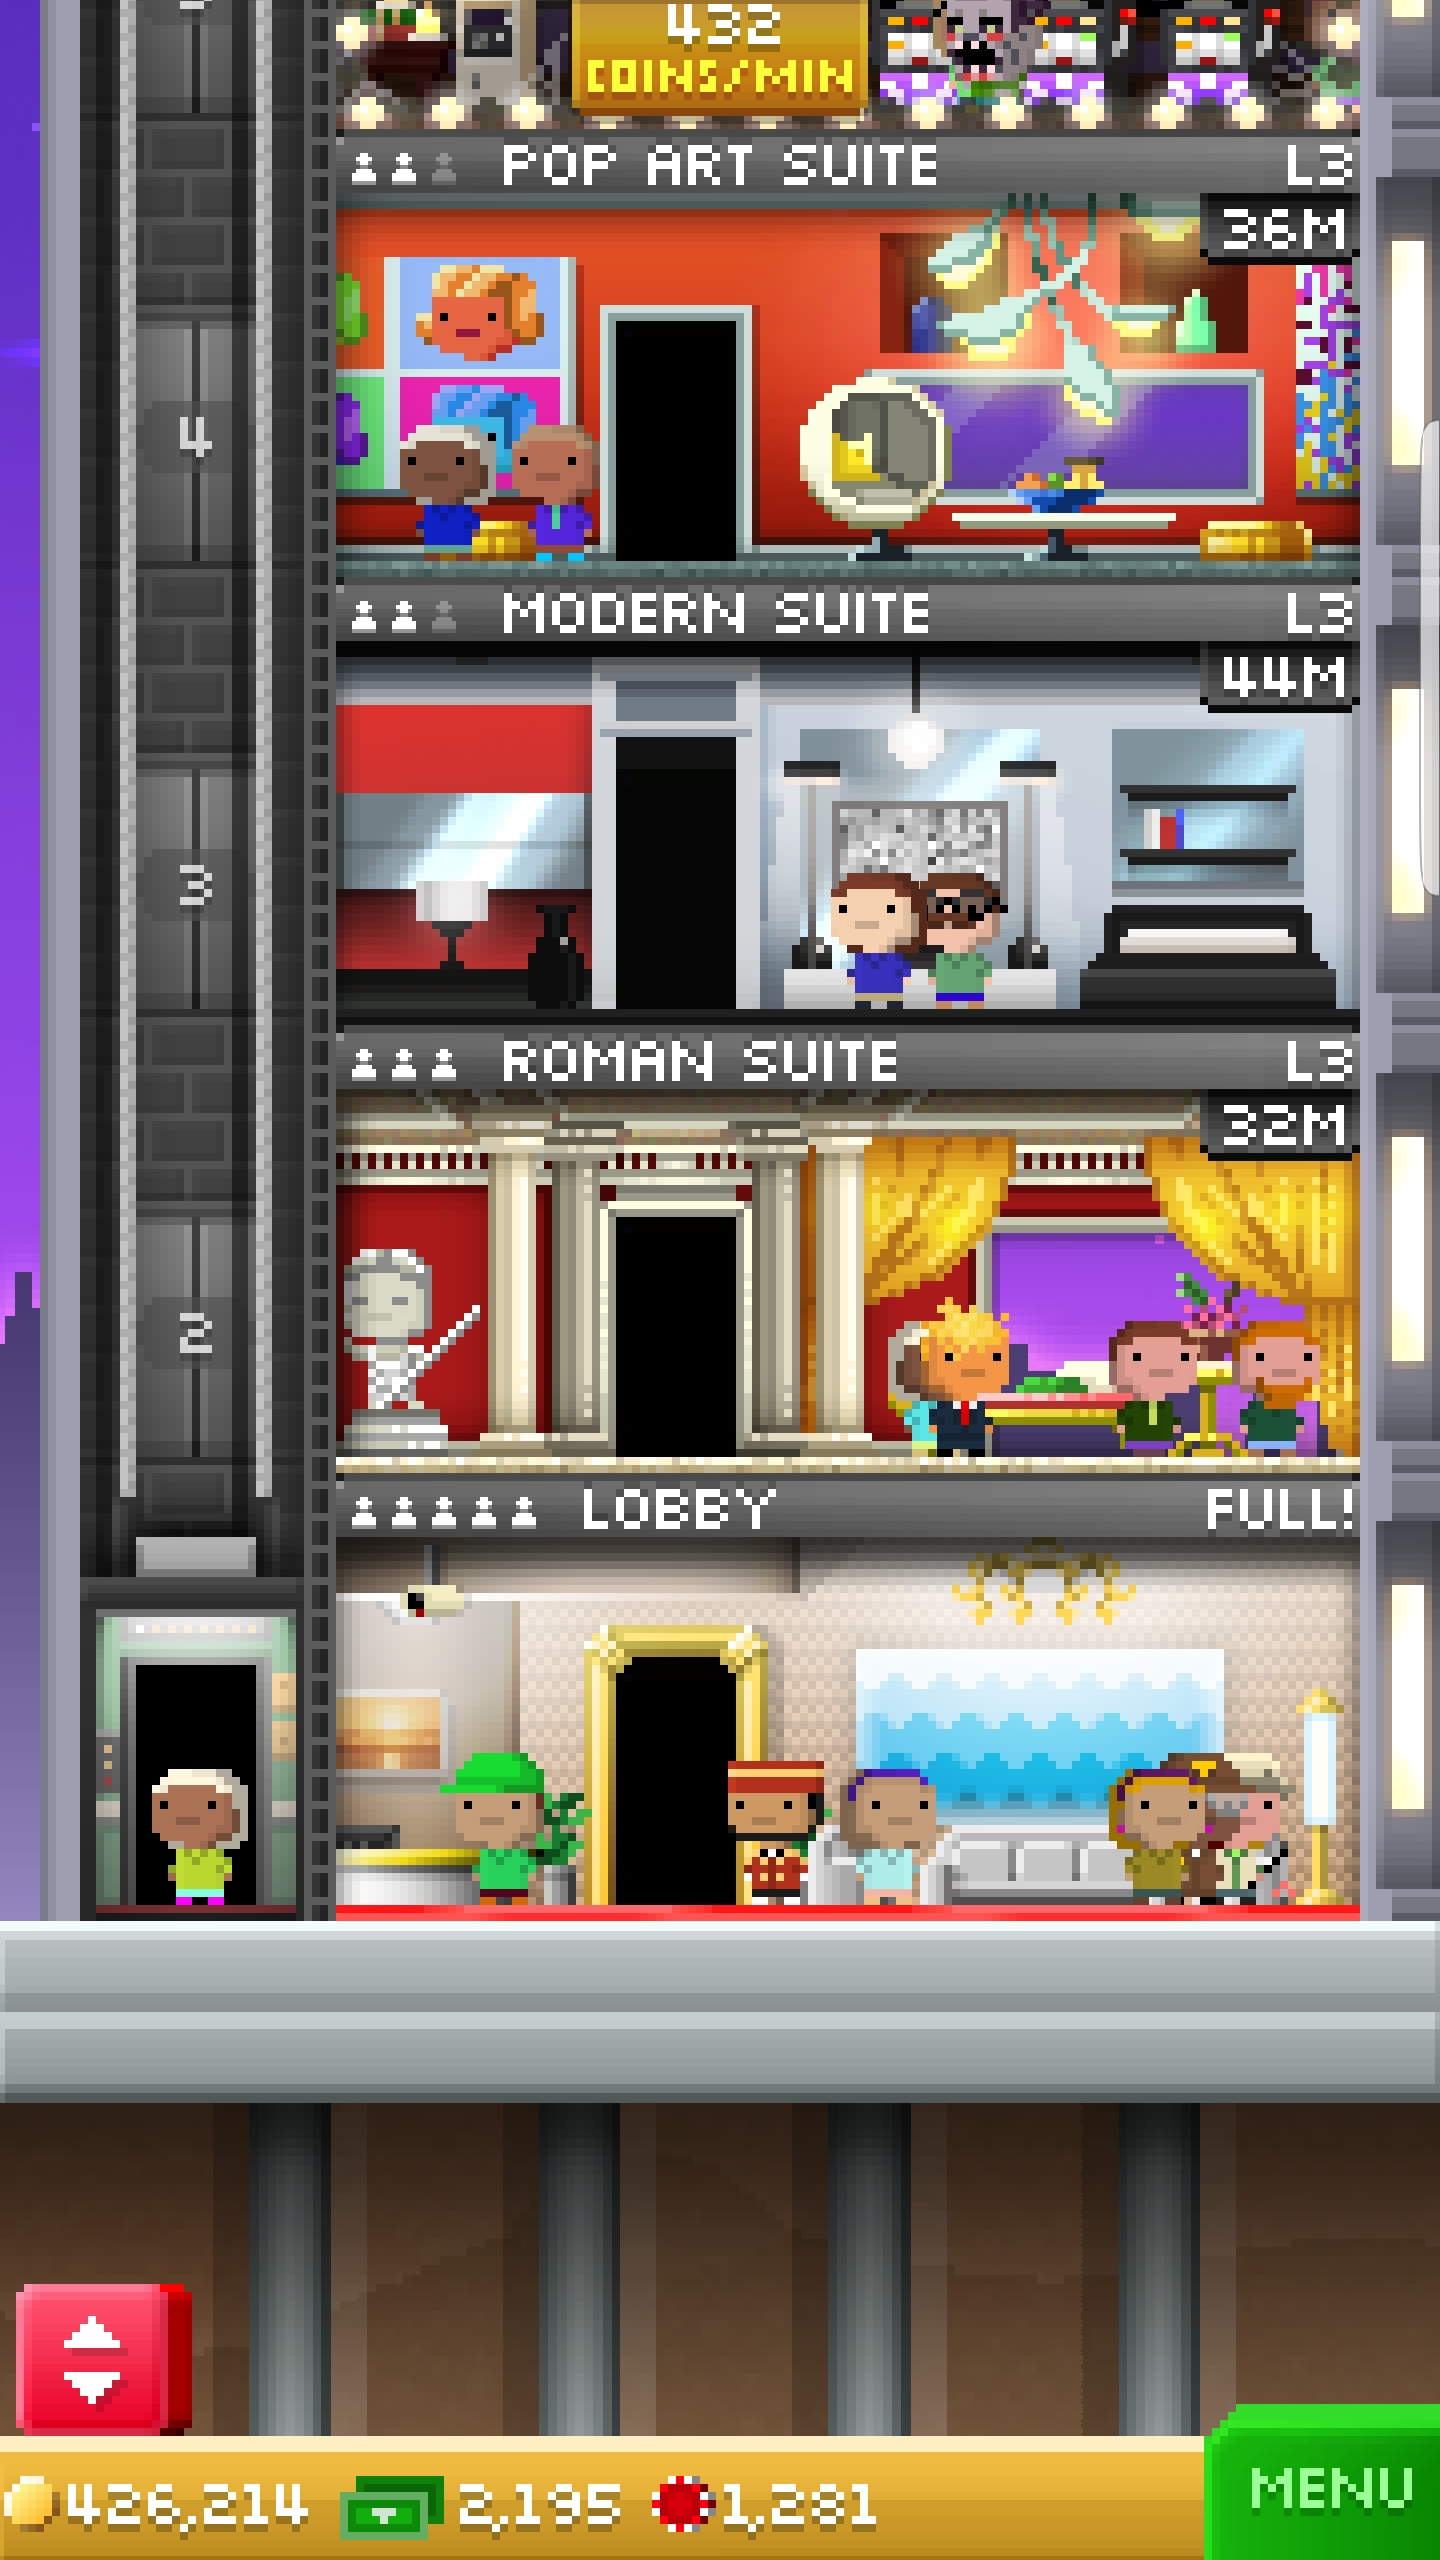 432
COINS/MIN
POP ART SUITE L3
36M
4
MODERN SUITE L3
44M
3
ROMAN SUITE L3
32M
2
LOBBY FULL!
426,214 2,195 1,281
MENU